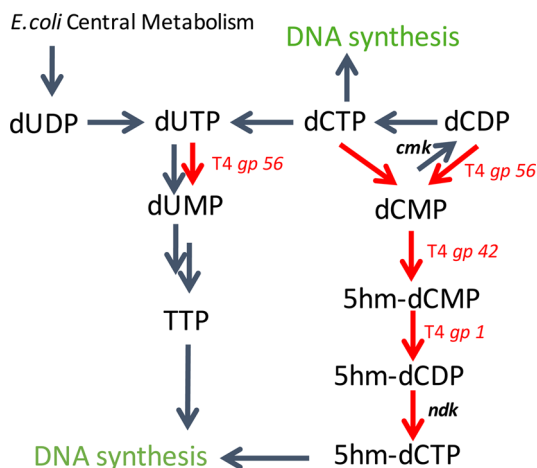 E.coli Central Metabolism
DNA synthesis
dUDP
dUTP
dCTP
dCDP
cmk
T4 gp 56
T4 gp 56
dUMP
dCMP
T4 gp 42
5hm-dCMP
TTP
T4 gp 1
5hm-dCDP
ndk
DNA synthesis
5hm-dCTP